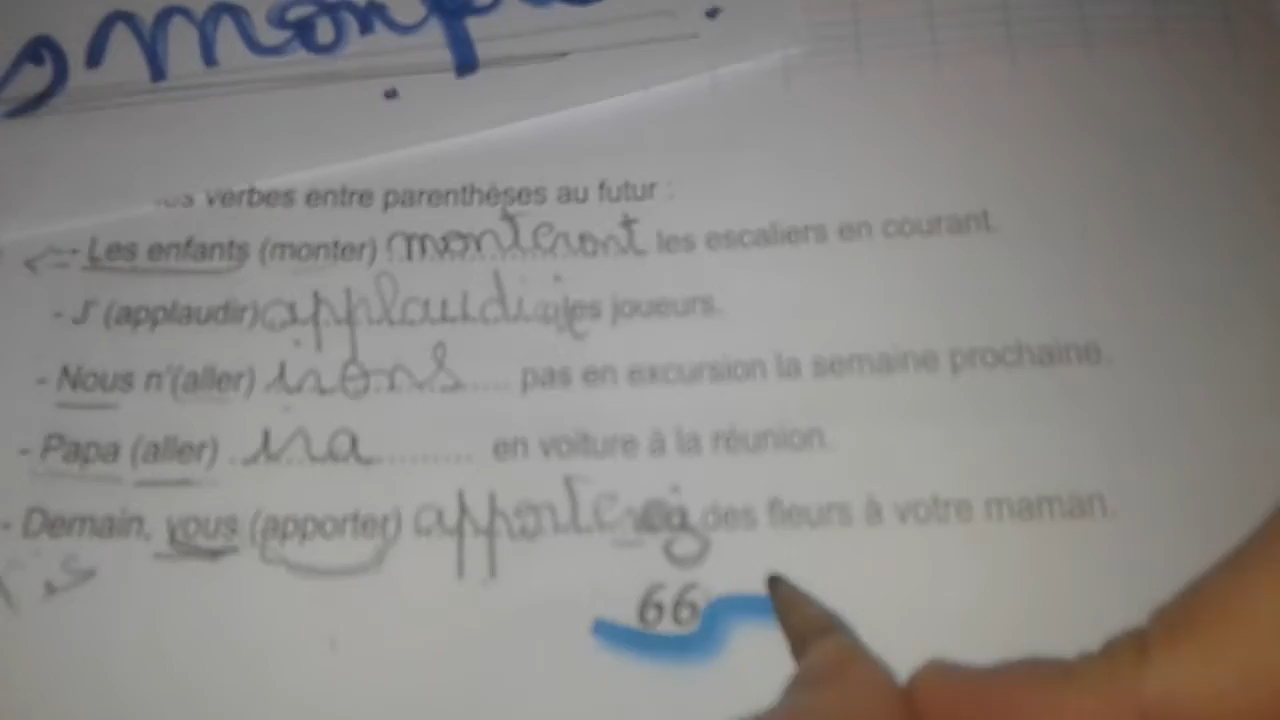 verbes entre parenthèses au futur :
Les enfants (monter) monteront les escaliers en courant.
- J' (applaudir) applaudirai les joueurs.
- Nous n'(aller) irons .... pas en excursion la semaine prochaine.
- Papa (aller) ira ......... en voiture à la réunion.
- Demain, vous (apporter) apporterez des fleurs à votre maman.
66